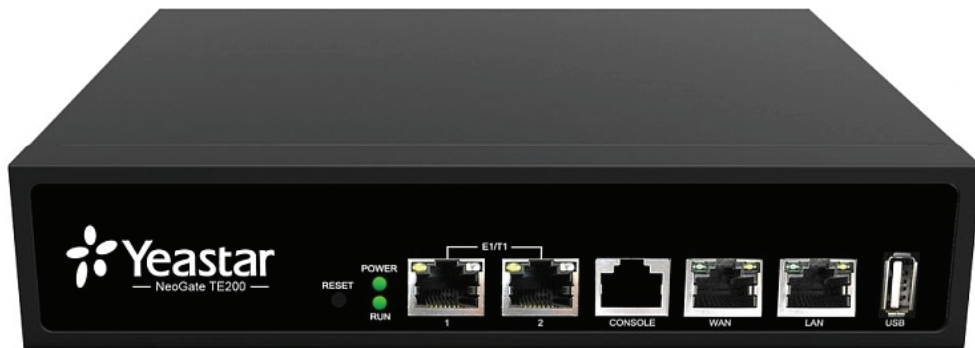 Yeastar
NeoGate TE200
RESET
POWER
RUN
E1/T1
1
2
CONSOLE
WAN
LAN
USB